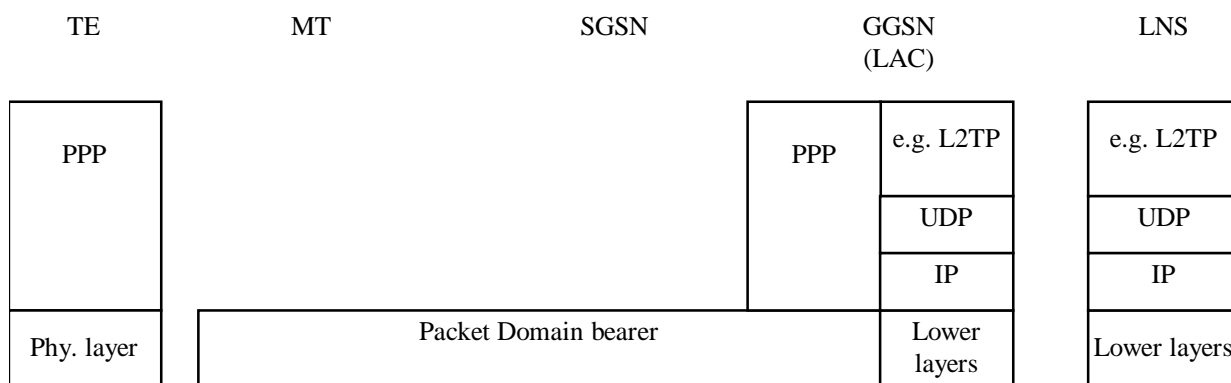 TE MT SGSN GGSN LNS
(LAC)
PPP PPP e.g. L2TP e.g. L2TP
UDP UDP
IP IP
Phy. layer Packet Domain bearer Lower layers Lower layers